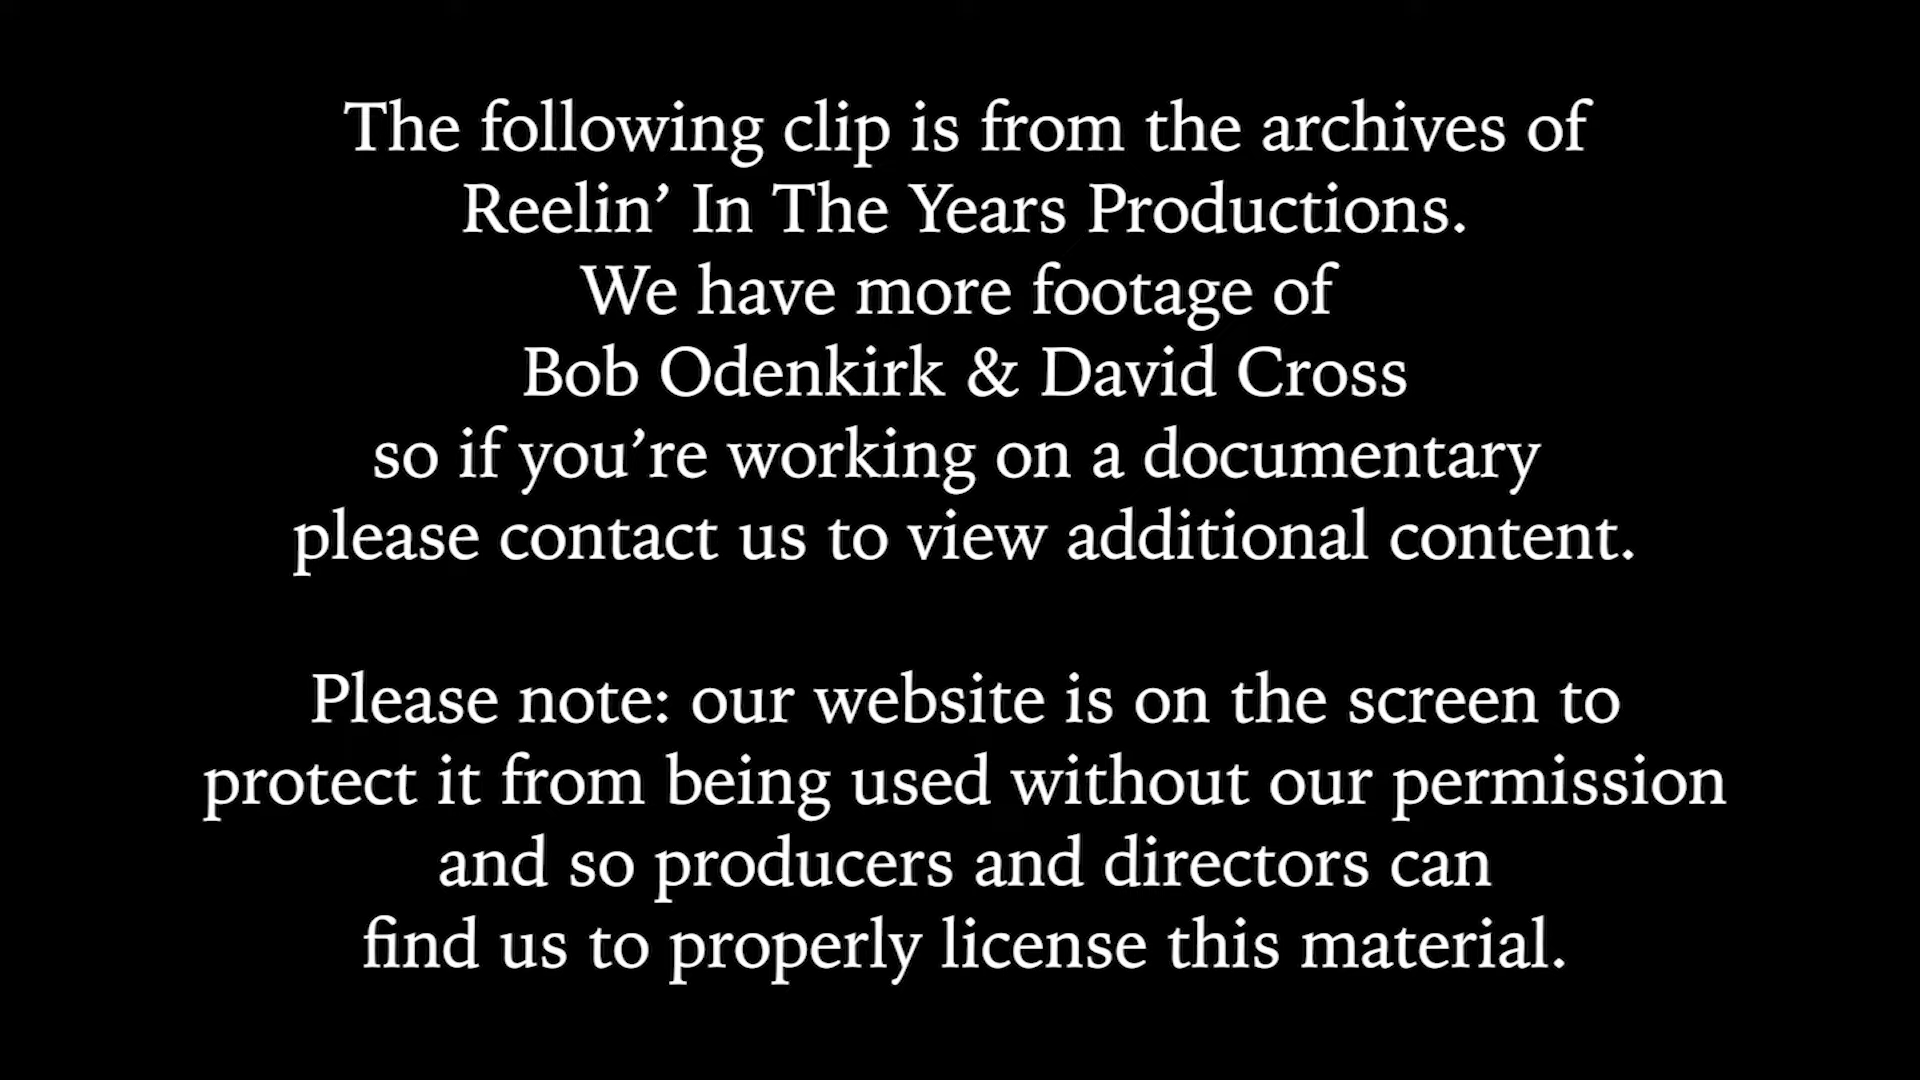 The following clip is from the archives of
Reelin’ In The Years Productions.
We have more footage of
Bob Odenkirk & David Cross
so if you’re working on a documentary
please contact us to view additional content.
Please note: our website is on the screen to
protect it from being used without our permission
and so producers and directors can
find us to properly license this material.